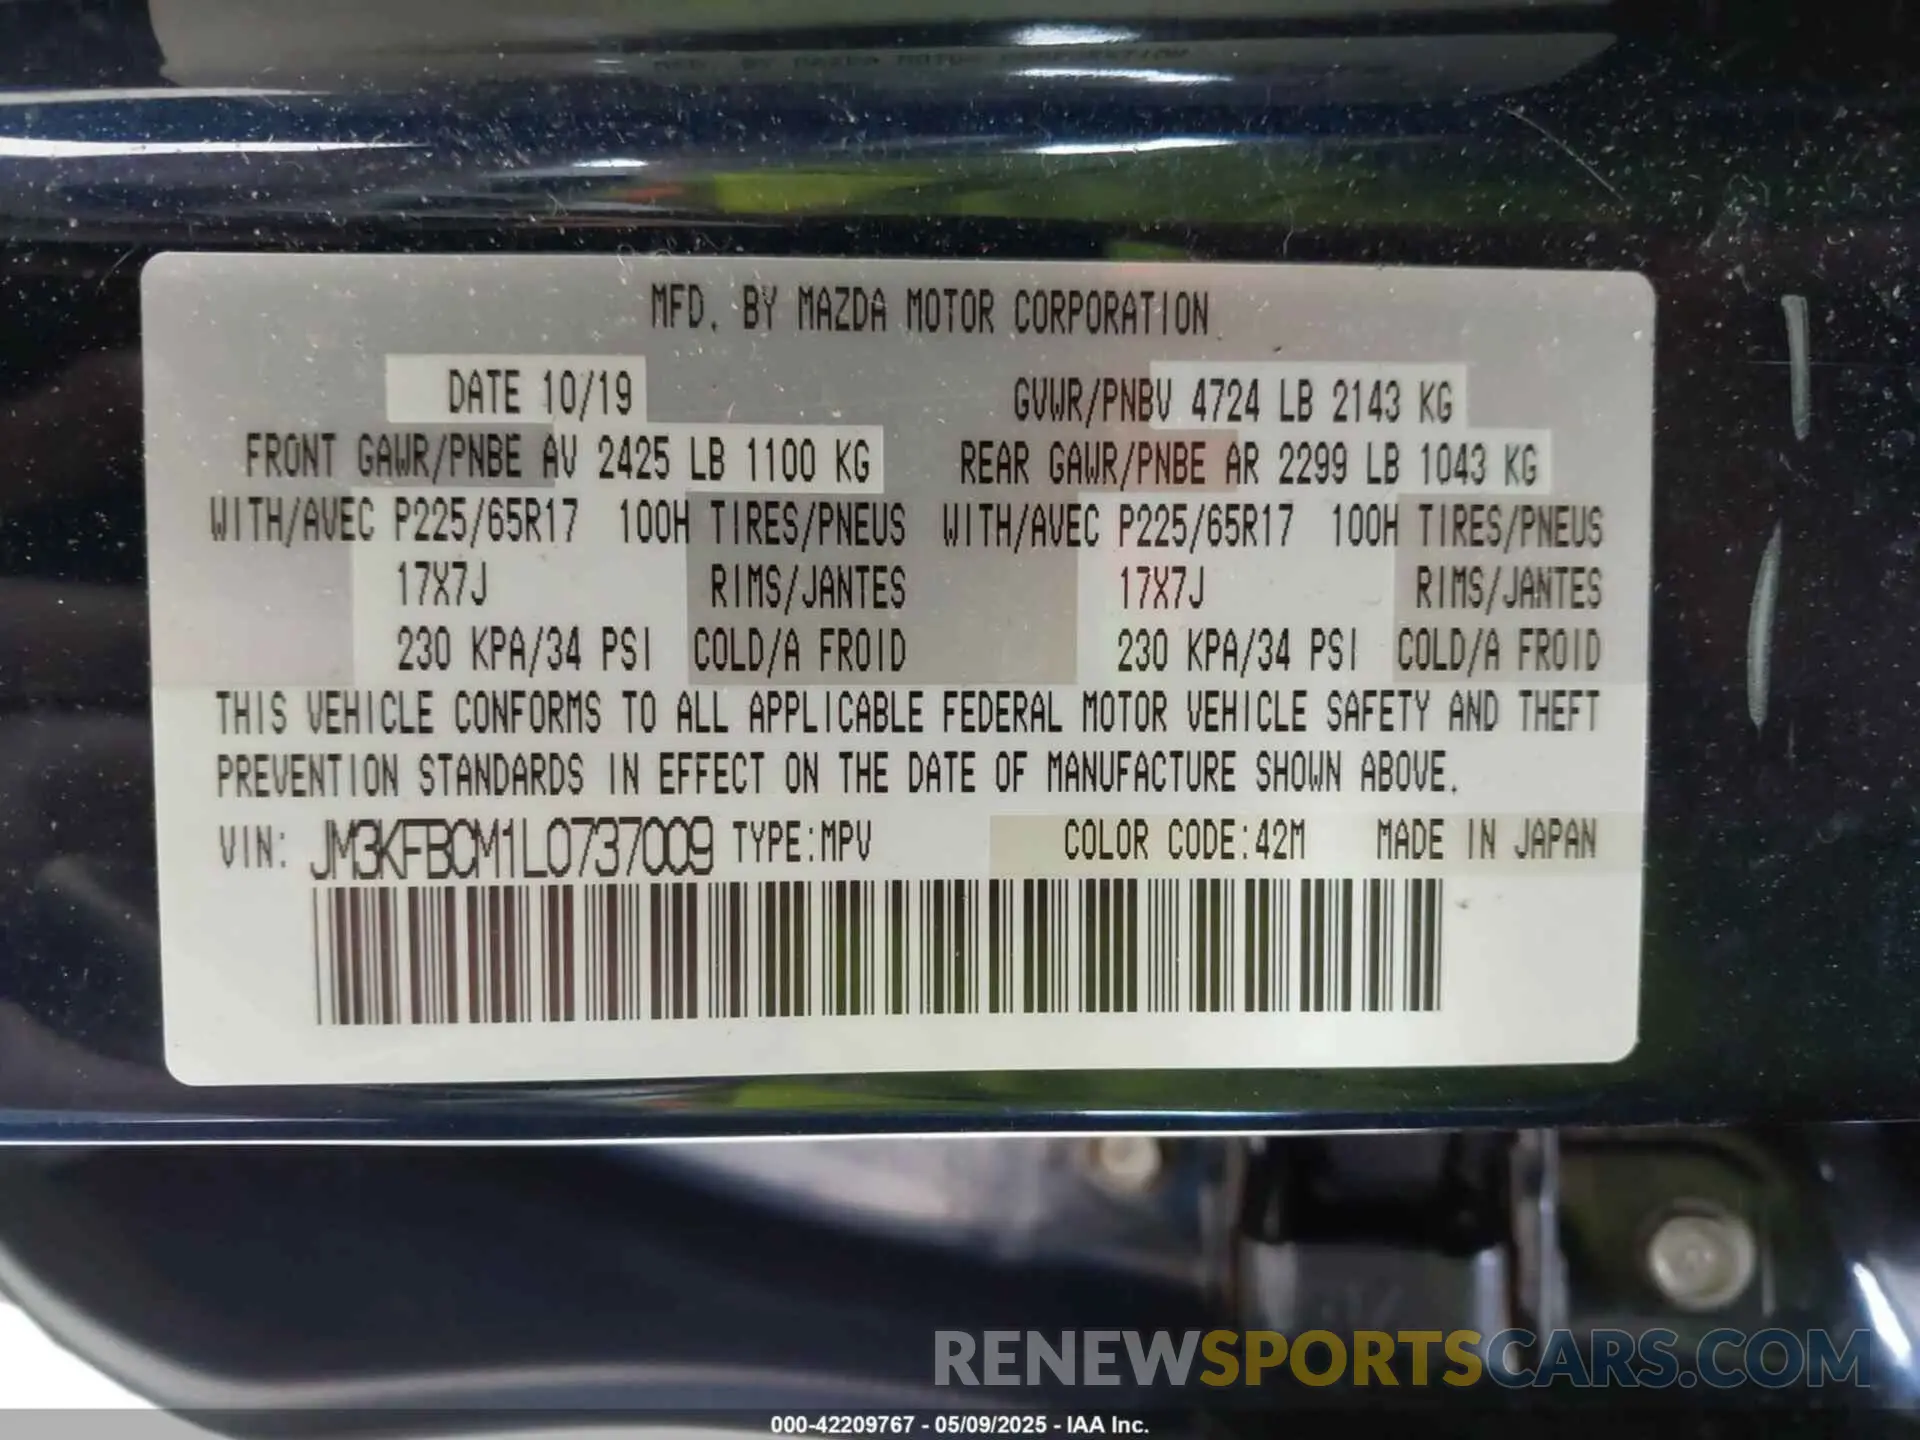 MFD. BY MAZDA MOTOR CORPORATION
DATE 10/19 GVWR/PNBV 4724 LB 2143 KG
FRONT GAWR/PNBE AV 2425 LB 1100 KG REAR GAWR/PNBE AR 2299 LB 1043 KG
WITH/AVEC P225/65R17 100H TIRES/PNEUS WITH/AVEC P225/65R17 100H TIRES/PNEUS
17X7J RIMS/JANTES 17X7J RIMS/JANTES
230 KPA/34 PSI COLD/A FROID 230 KPA/34 PSI COLD/A FROID
THIS VEHICLE CONFORMS TO ALL APPLICABLE FEDERAL MOTOR VEHICLE SAFETY AND THEFT
PREVENTION STANDARDS IN EFFECT ON THE DATE OF MANUFACTURE SHOWN ABOVE.
VIN: JM3KFBCM1L0737009 TYPE:MPV COLOR CODE:42M MADE IN JAPAN
RENEWSPORTSCARS.COM
000-42209767 - 05/09/2025 - IAA Inc.